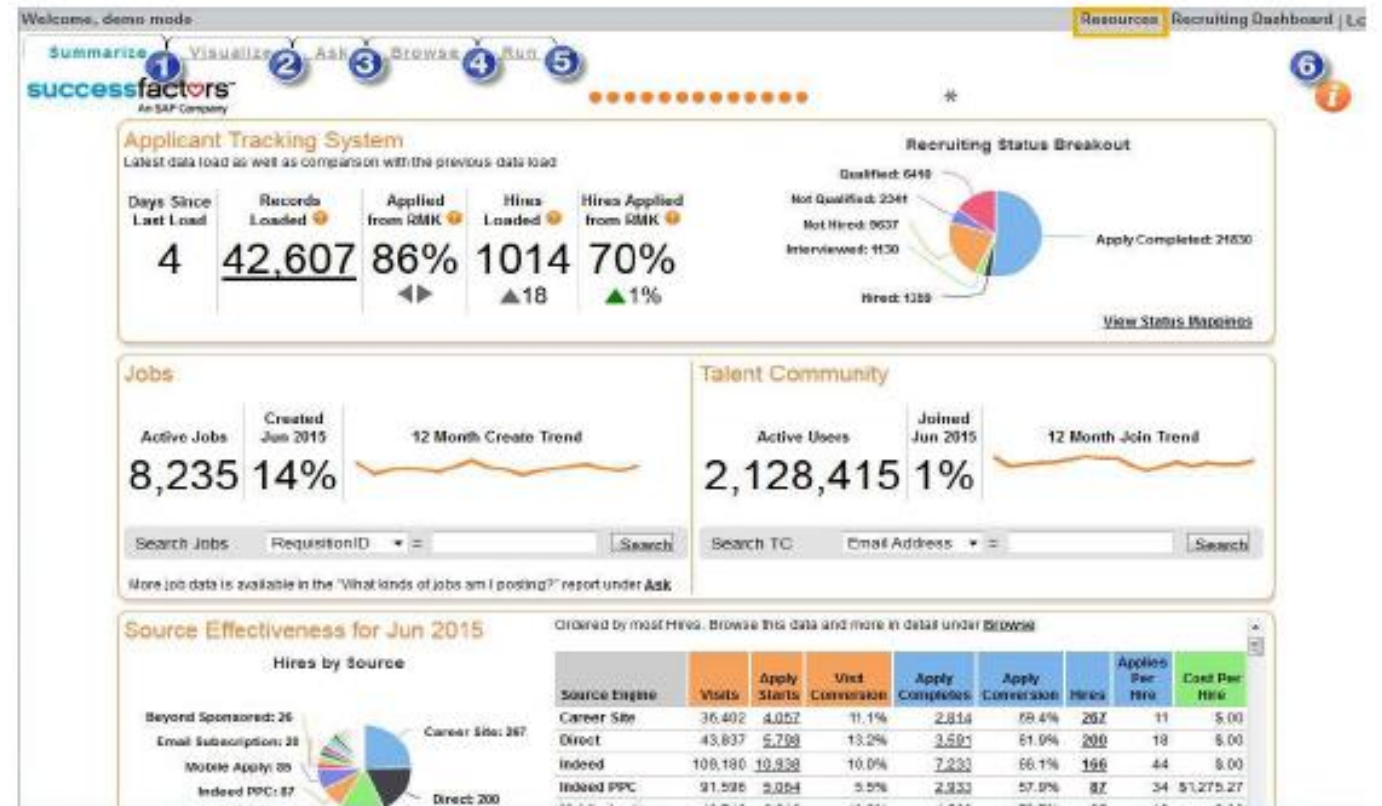 Welcome, demo mode
Resources Recruiting Dashboard |
Summarize Visualize Ask Browse Run
1 2 3 4 5 6
successfactors™
An SAP Company
*
i
Applicant Tracking System
Latest data load as well as comparison with the previous data load
Recruiting Status Breakout
Days Since Last Load
Records Loaded
Applied from RMK
Hires Loaded
Hires Applied from RMK
4 42,607 86% 1014 70%
◀▶ ▲18 ▲1%
Qualified: 6410
Not Qualified: 2341
Not Hired: 9637
Interviewed: 1130
Hired: 1359
Apply Completed: 21830
View Status Mappings
Jobs
Active Jobs
Created Jun 2015
12 Month Create Trend
8,235 14%
Search Jobs RequisitionID = Search
More job data is available in the "What kinds of jobs am I posting?" report under Ask
Talent Community
Active Users
Joined Jun 2015
12 Month Join Trend
2,128,415 1%
Search TC Email Address = Search
Source Effectiveness for Jun 2015
Ordered by most Hires. Browse this data and more in detail under Browse
Hires by Source
Beyond Sponsored: 26
Email Subscription: 28
Mobile Apply: 85
Indeed PPC: 87
Career Site: 267
Direct: 200
Source Engine Visits Apply Starts Visit Conversion Apply Completes Apply Conversion Hires Applies Per Hire Cost Per Hire
Career Site 36,402 4,057 11.1% 2,814 69.4% 267 11 $.00
Direct 43,837 5,798 13.2% 3,591 61.9% 200 18 $.00
Indeed 109,180 10,938 10.0% 7,233 66.1% 166 44 $.00
Indeed PPC 91,596 5,064 5.5% 2,933 57.9% 87 34 $1,275.27